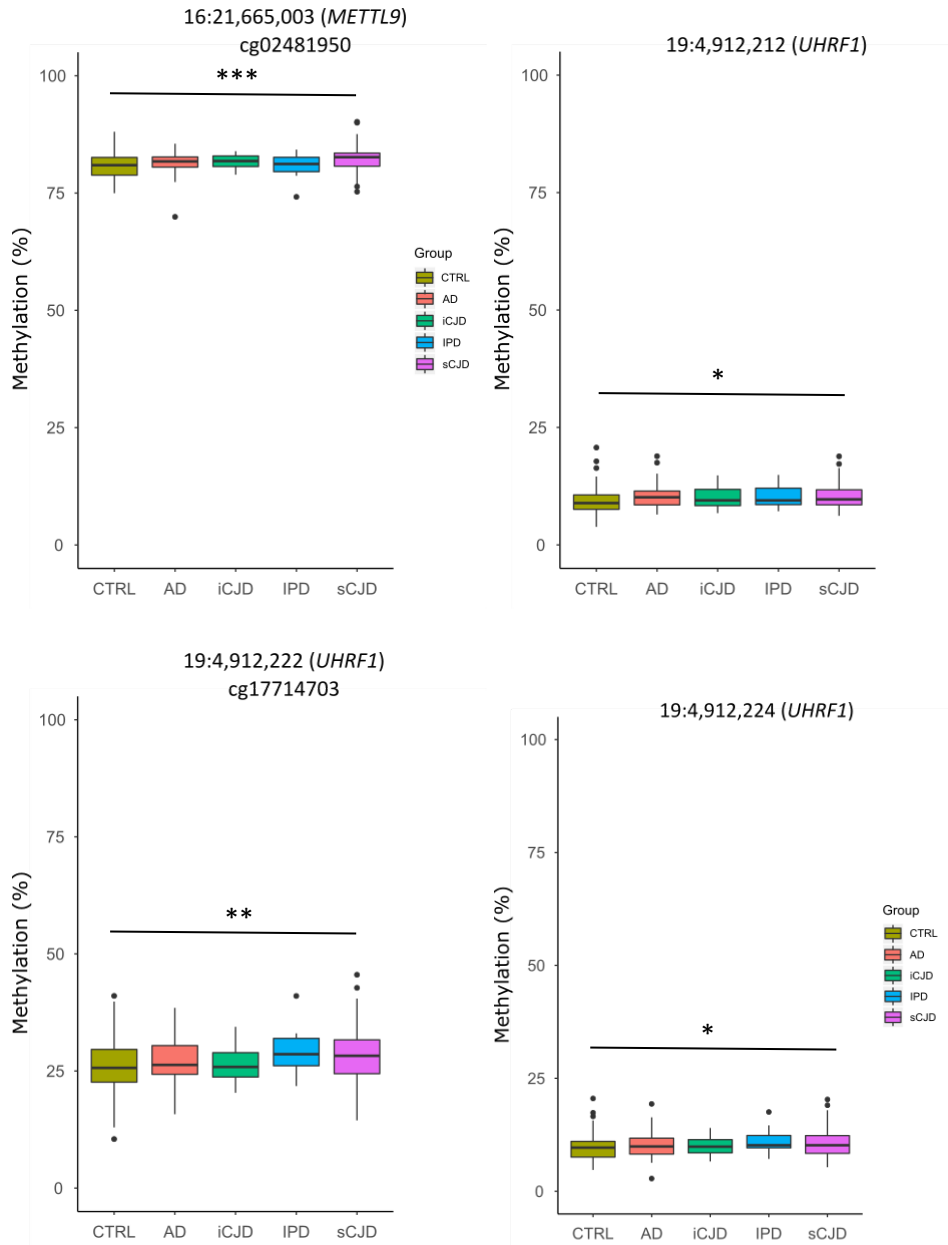 16:21,665,003 (METTL9)
cg02481950
***
100
75
50
25
0
Methylation (%)
CTRL AD iCJD IPD sCJD
Group
CTRL
AD
iCJD
IPD
sCJD
19:4,912,212 (UHRF1)
*
100
75
50
25
0
Methylation (%)
CTRL AD iCJD IPD sCJD
19:4,912,222 (UHRF1)
cg17714703
**
100
75
50
25
0
Methylation (%)
CTRL AD iCJD IPD sCJD
19:4,912,224 (UHRF1)
*
100
75
50
25
0
Methylation (%)
CTRL AD iCJD IPD sCJD
Group
CTRL
AD
iCJD
IPD
sCJD